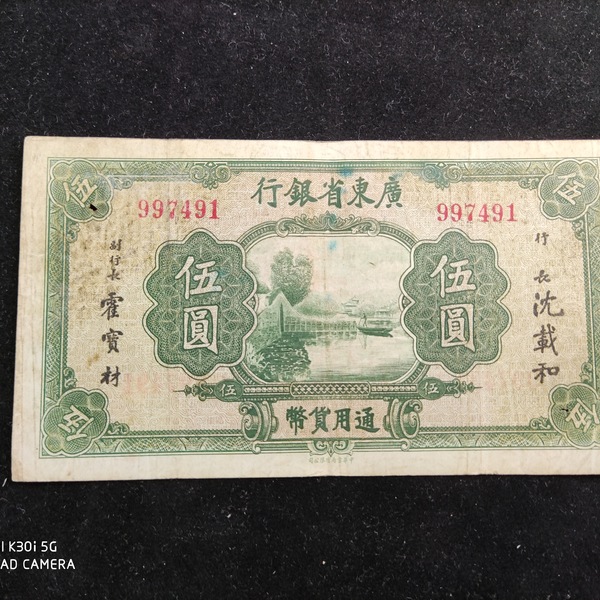 行銀省東廣
997491 997491
伍 伍
行長 沈載和
副行長 霍寶材
伍圓 伍圓
伍 伍
幣貨用通
伍 伍
I K30i 5G
AD CAMERA